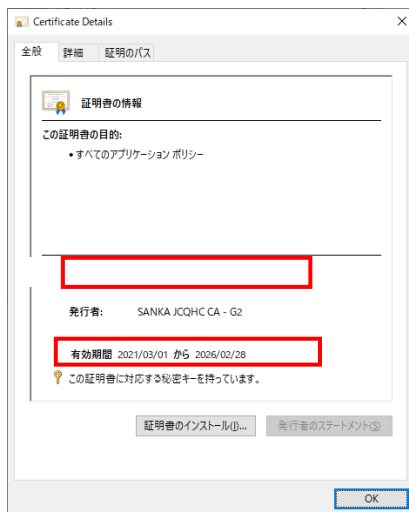 Certificate Details
全般 詳細 証明のパス
証明書の情報
この証明書の目的:
• すべてのアプリケーション ポリシー
発行者: SANKA JCQHC CA - G2
有効期間 2021/03/01 から 2026/02/28
この証明書に対応する秘密キーを持っています。
証明書のインストール(I)... 発行者のステートメント(S)
OK